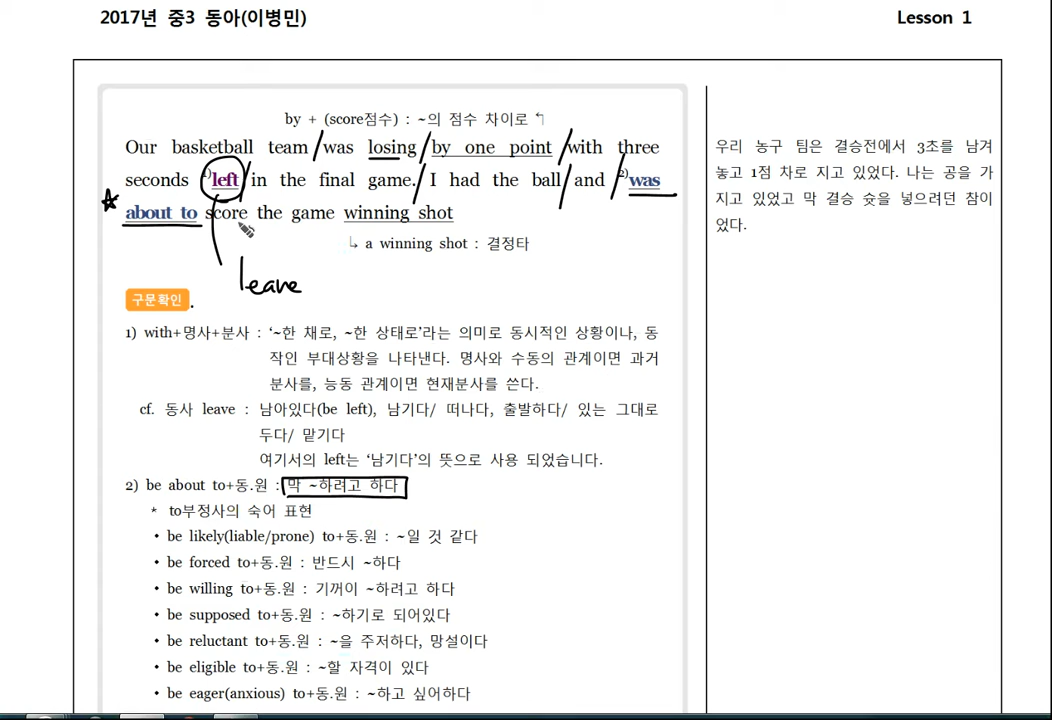 2017년 중3 동아(이병민) Lesson 1
by + (score점수) : ~의 점수 차이로 ↰
Our basketball team was losing by one point with three
seconds 1)left in the final game. I had the ball and 2)was
about to score the game winning shot
↳ a winning shot : 결정타
leave
구문확인.
1) with+명사+분사 : '~한 채로, ~한 상태로'라는 의미로 동시적인 상황이나, 동
작인 부대상황을 나타낸다. 명사와 수동의 관계이면 과거
분사를, 능동 관계이면 현재분사를 쓴다.
cf. 동사 leave : 남아있다(be left), 남기다/ 떠나다, 출발하다/ 있는 그대로
두다/ 맡기다
여기서의 left는 '남기다'의 뜻으로 사용 되었습니다.
2) be about to+동.원 : 막 ~하려고 하다
* to부정사의 숙어 표현
• be likely(liable/prone) to+동.원 : ~일 것 같다
• be forced to+동.원 : 반드시 ~하다
• be willing to+동.원 : 기꺼이 ~하려고 하다
• be supposed to+동.원 : ~하기로 되어있다
• be reluctant to+동.원 : ~을 주저하다, 망설이다
• be eligible to+동.원 : ~할 자격이 있다
• be eager(anxious) to+동.원 : ~하고 싶어하다
우리 농구 팀은 결승전에서 3초를 남겨
놓고 1점 차로 지고 있었다. 나는 공을 가
지고 있었고 막 결승 슛을 넣으려던 참이
었다.